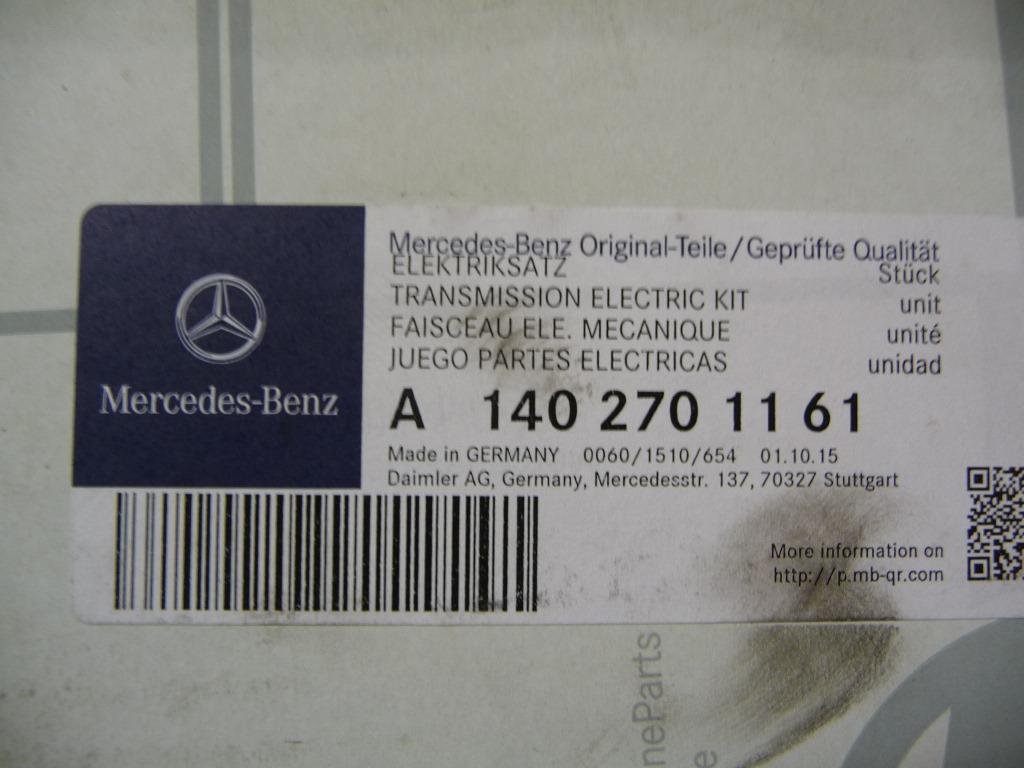 Mercedes-Benz
Mercedes-Benz Original-Teile/Geprüfte Qualität
ELEKTRIKSATZ Stück
TRANSMISSION ELECTRIC KIT unit
FAISCEAU ELE. MECANIQUE unité
JUEGO PARTES ELECTRICAS unidad
A 140 270 11 61
Made in GERMANY 0060/1510/654 01.10.15
Daimler AG, Germany, Mercedesstr. 137, 70327 Stuttgart
More information on
http://p.mb-qr.com
neParts
e